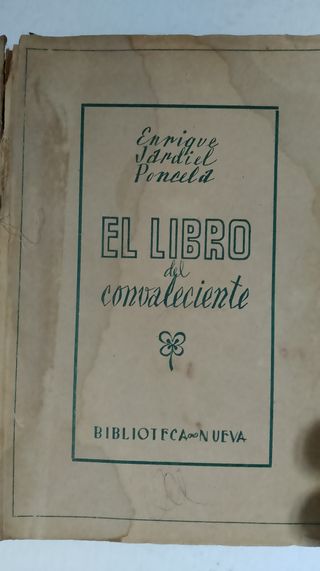 Enrique
Jardiel
Poncela
EL LIBRO
del
convaleciente
BIBLIOTECA NUEVA